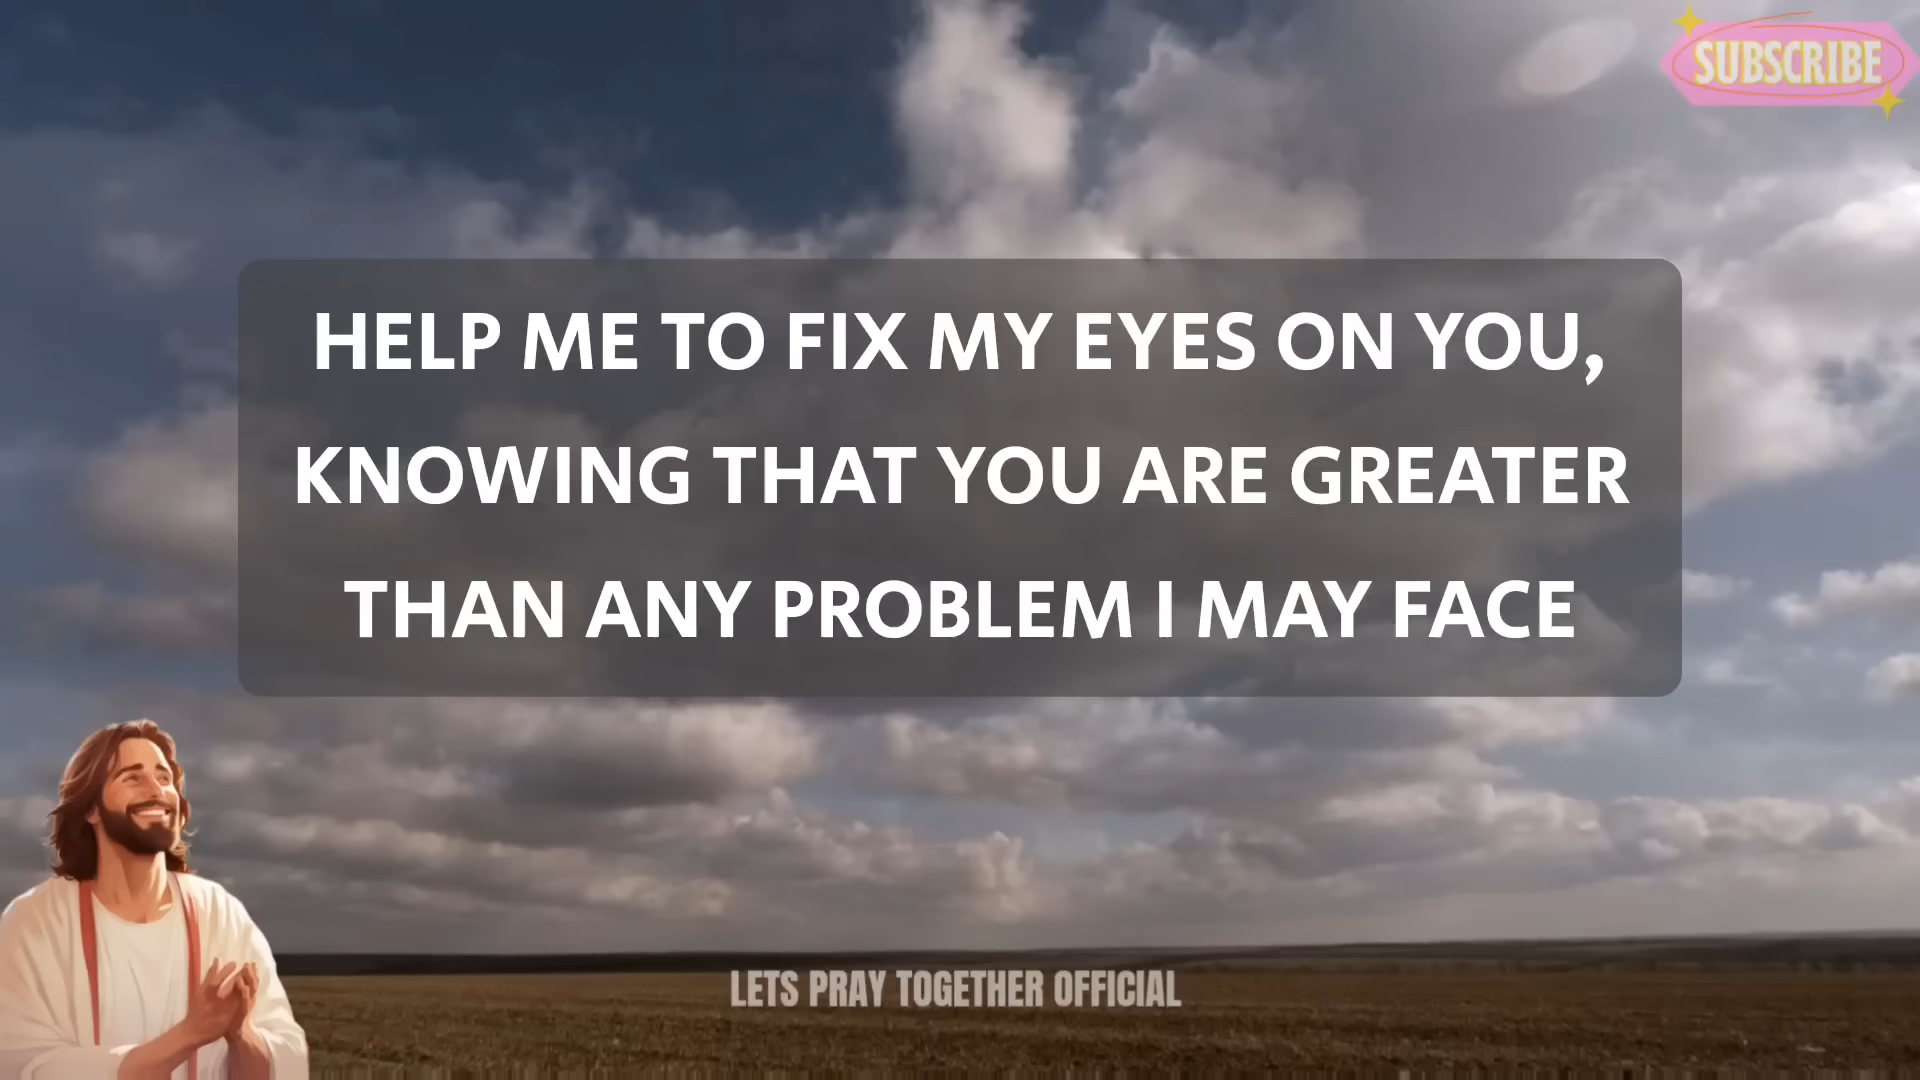 SUBSCRIBE
HELP ME TO FIX MY EYES ON YOU,
KNOWING THAT YOU ARE GREATER
THAN ANY PROBLEM I MAY FACE
LETS PRAY TOGETHER OFFICIAL